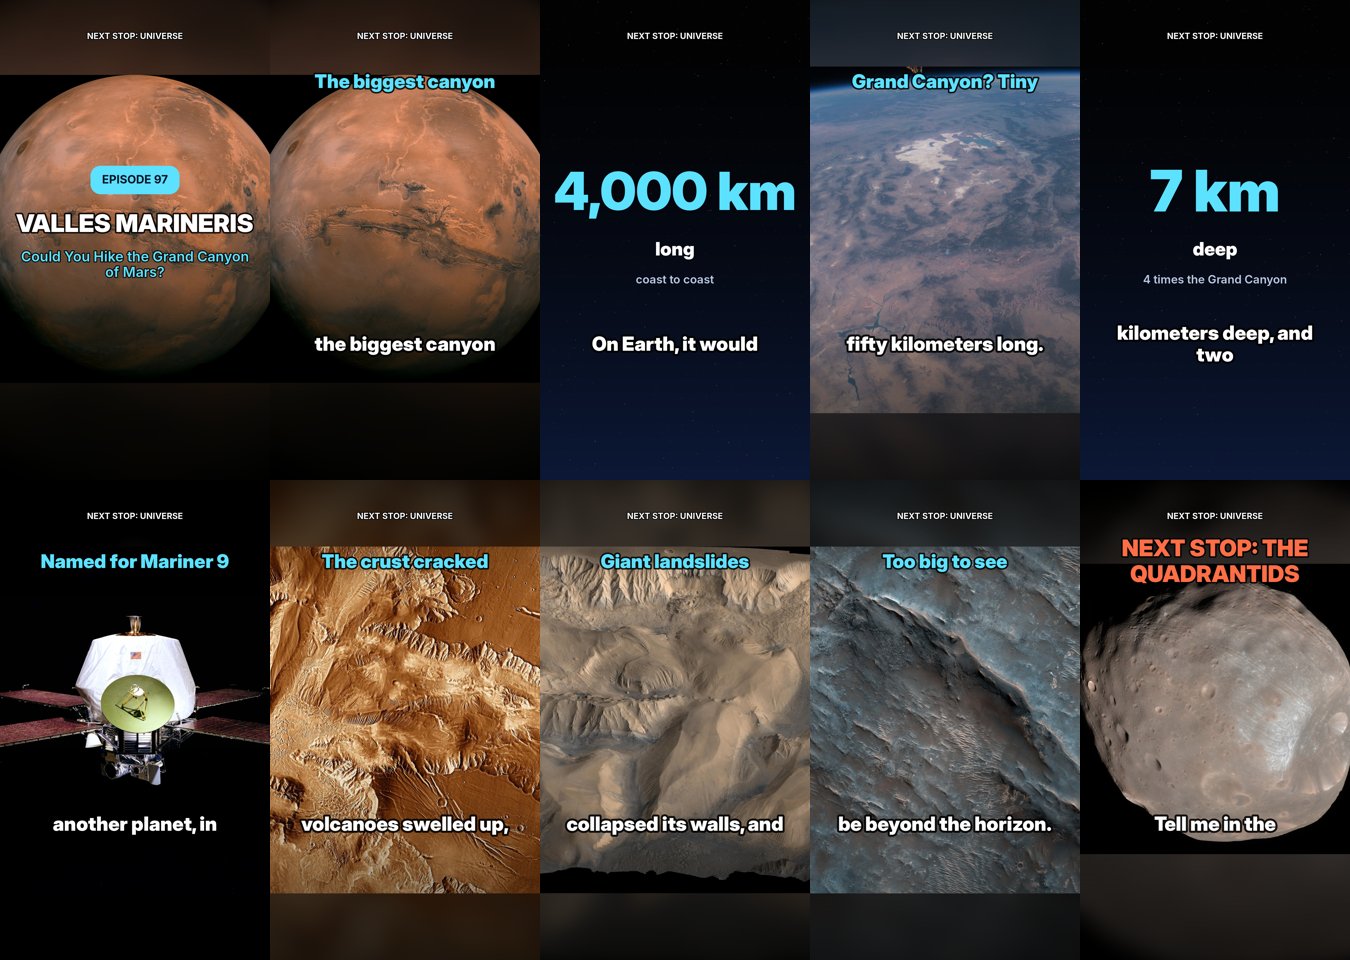 NEXT STOP: UNIVERSE
EPISODE 97
VALLES MARINERIS
Could You Hike the Grand Canyon
of Mars?
NEXT STOP: UNIVERSE
The biggest canyon
the biggest canyon
NEXT STOP: UNIVERSE
4,000 km
long
coast to coast
On Earth, it would
NEXT STOP: UNIVERSE
Grand Canyon? Tiny
fifty kilometers long.
NEXT STOP: UNIVERSE
7 km
deep
4 times the Grand Canyon
kilometers deep, and
two
NEXT STOP: UNIVERSE
Named for Mariner 9
another planet, in
NEXT STOP: UNIVERSE
The crust cracked
volcanoes swelled up,
NEXT STOP: UNIVERSE
Giant landslides
collapsed its walls, and
NEXT STOP: UNIVERSE
Too big to see
be beyond the horizon.
NEXT STOP: UNIVERSE
NEXT STOP: THE
QUADRANTIDS
Tell me in the